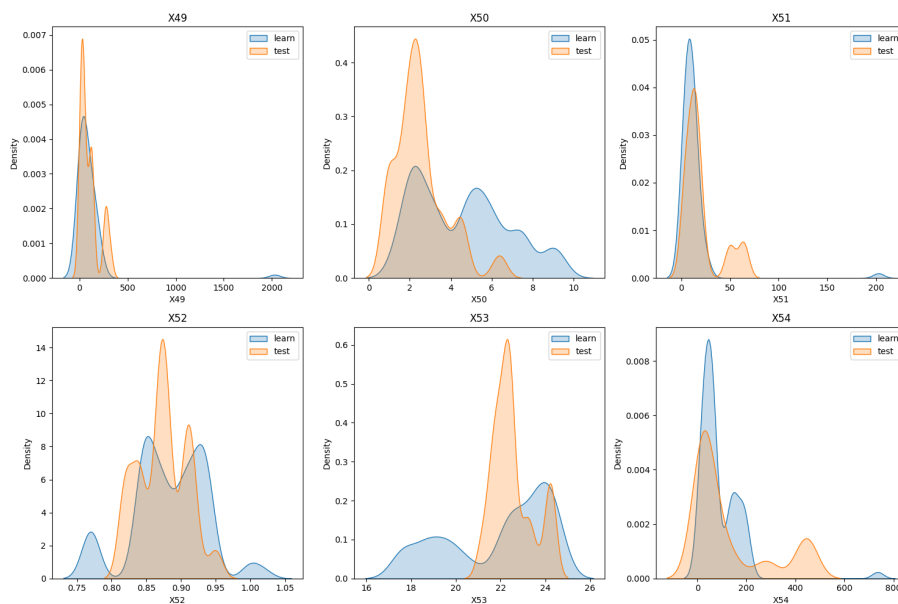 X49
learn
test
Density
0.007
0.006
0.005
0.004
0.003
0.002
0.001
0.000
0 500 1000 1500 2000
X49
X50
learn
test
Density
0.4
0.3
0.2
0.1
0.0
0 2 4 6 8 10
X50
X51
learn
test
Density
0.05
0.04
0.03
0.02
0.01
0.00
0 50 100 150 200
X51
X52
learn
test
Density
14
12
10
8
6
4
2
0
0.75 0.80 0.85 0.90 0.95 1.00 1.05
X52
X53
learn
test
Density
0.6
0.5
0.4
0.3
0.2
0.1
0.0
16 18 20 22 24 26
X53
X54
learn
test
Density
0.008
0.006
0.004
0.002
0.000
0 200 400 600 800
X54